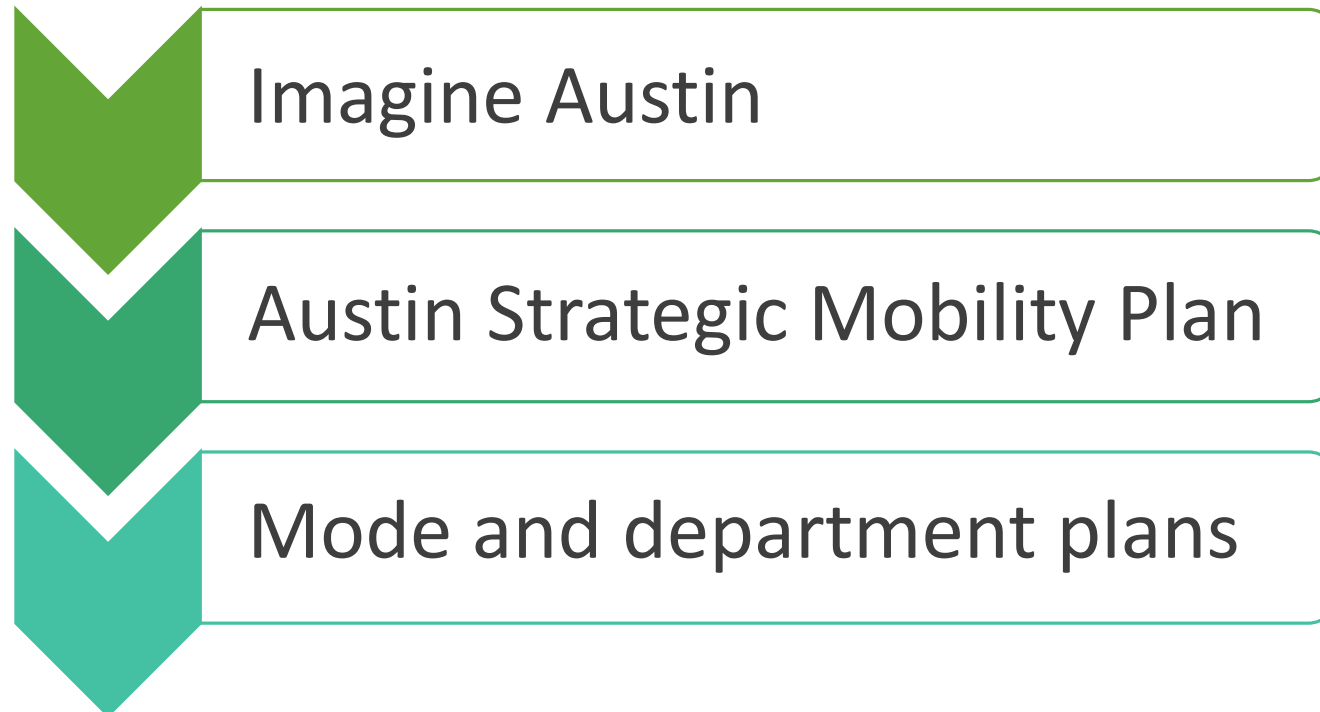 Imagine Austin
Austin Strategic Mobility Plan
Mode and department plans